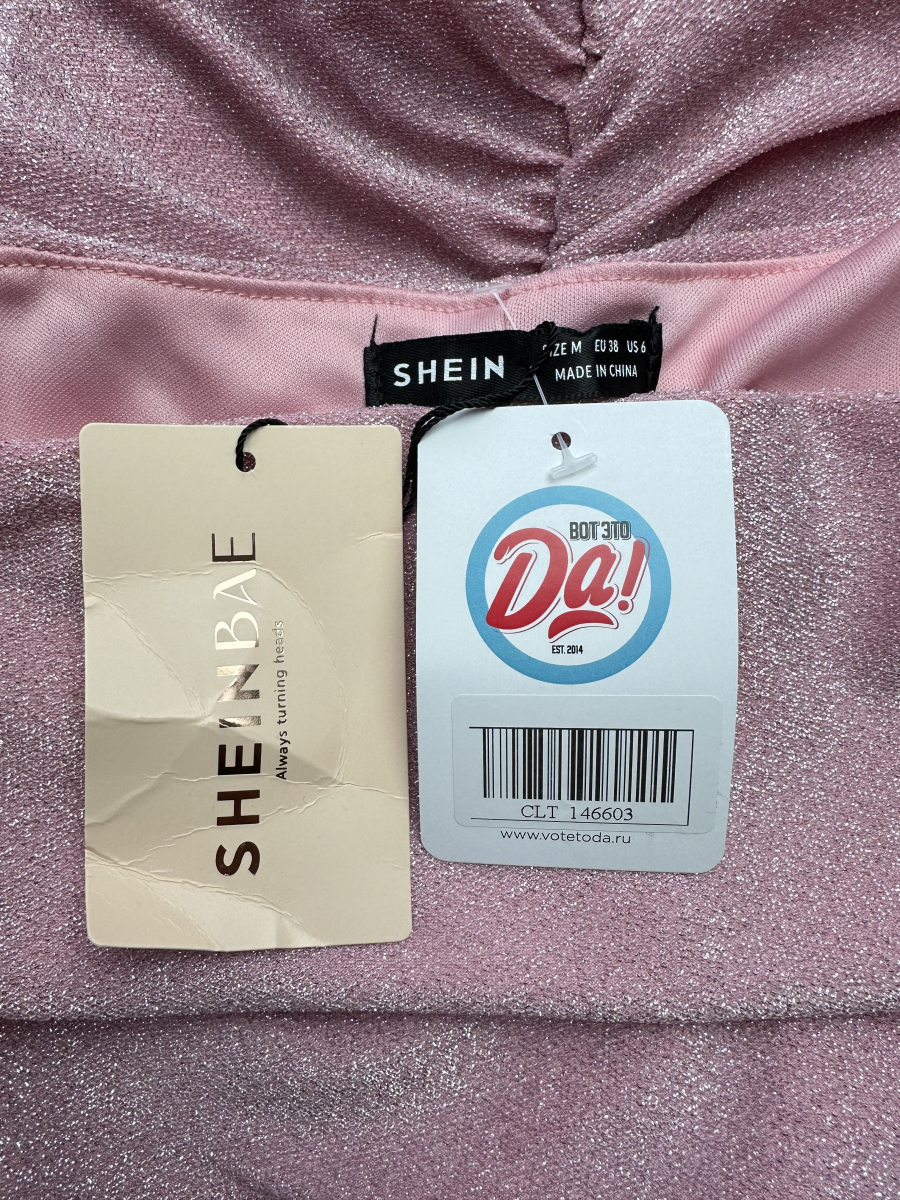 SHEIN
SIZE M EU 38 US 6
MADE IN CHINA
SHEINBAE
Always turning heads
ВОТ ЭТО
Да!
EST. 2014
CLT 146603
www.votetoda.ru